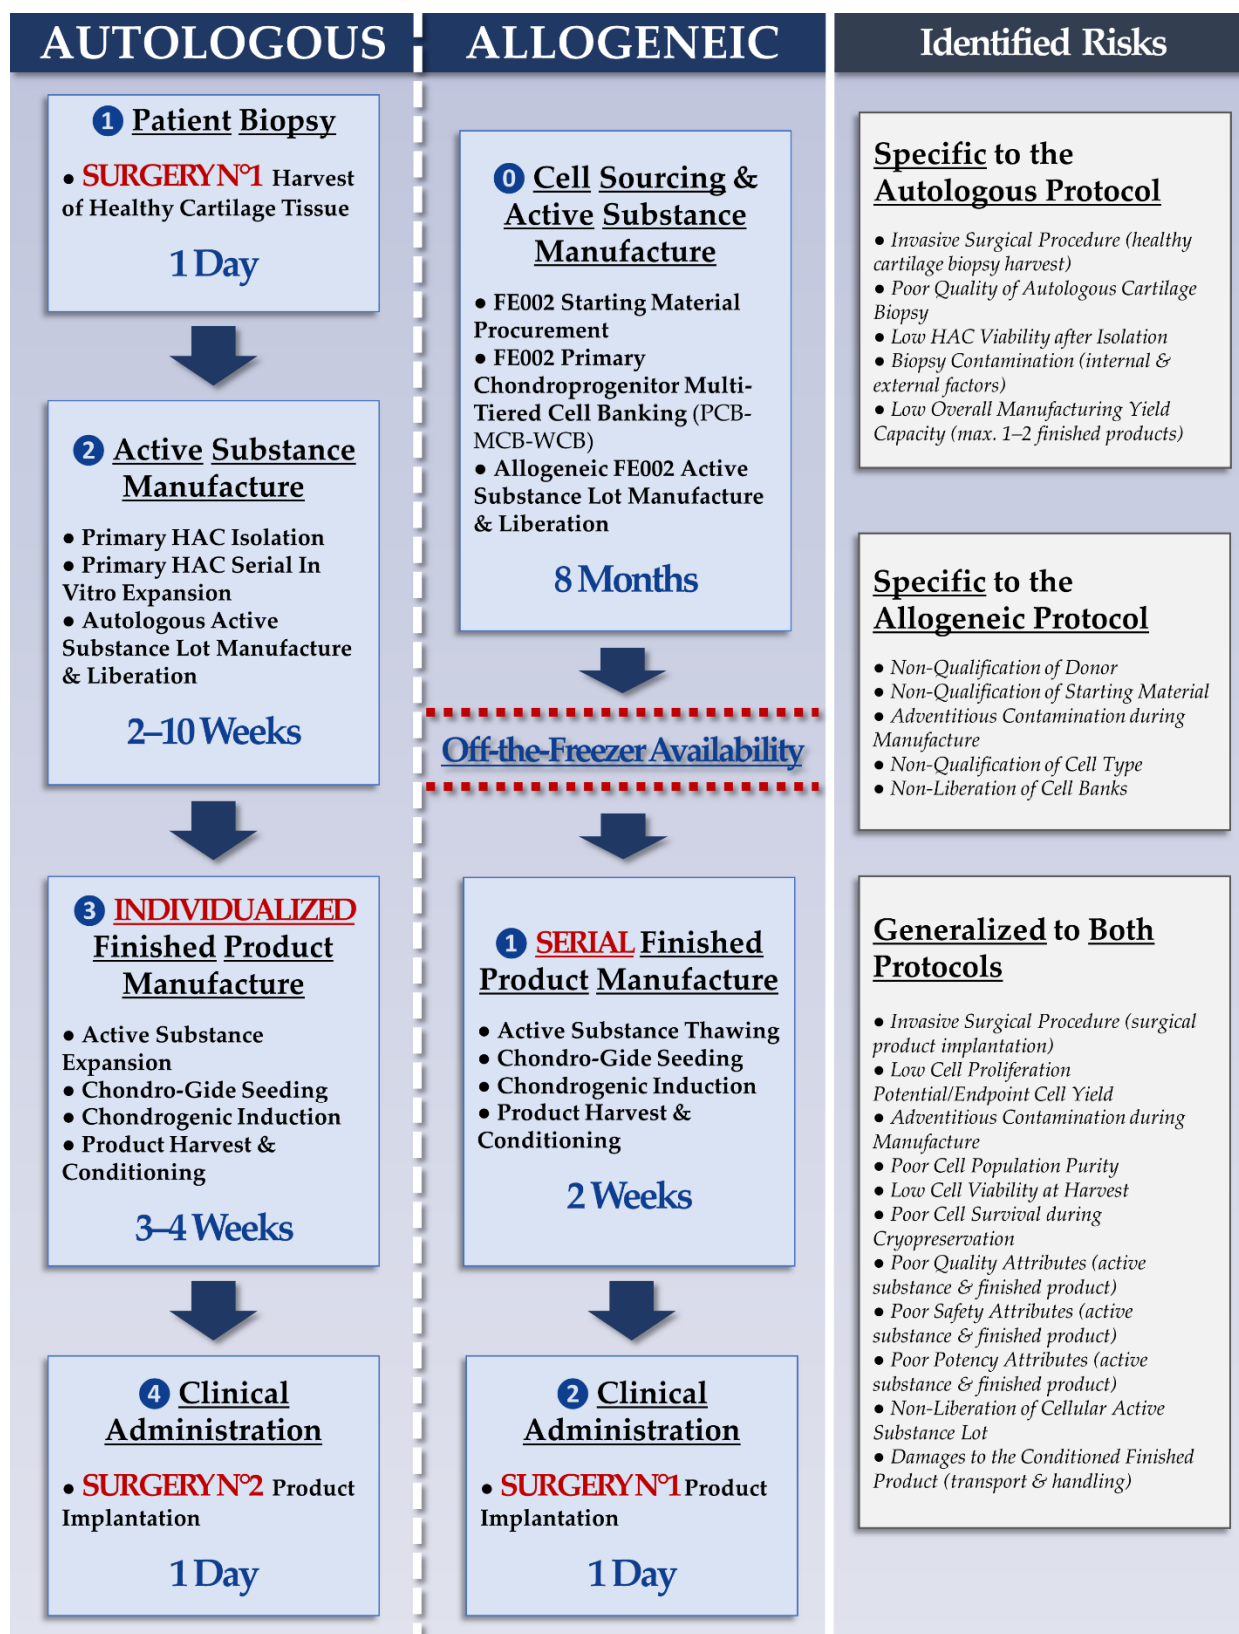 AUTOLOGOUS
❶ Patient Biopsy
● SURGERY N°1 Harvest
of Healthy Cartilage Tissue
1 Day
❷ Active Substance
Manufacture
● Primary HAC Isolation
● Primary HAC Serial In
Vitro Expansion
● Autologous Active
Substance Lot Manufacture
& Liberation
2–10 Weeks
❸ INDIVIDUALIZED
Finished Product
Manufacture
● Active Substance
Expansion
● Chondro-Gide Seeding
● Chondrogenic Induction
● Product Harvest &
Conditioning
3–4 Weeks
❹ Clinical
Administration
● SURGERY N°2 Product
Implantation
1 Day
ALLOGENEIC
⓿ Cell Sourcing &
Active Substance
Manufacture
● FE002 Starting Material
Procurement
● FE002 Primary
Chondroprogenitor Multi-
Tiered Cell Banking (PCB-
MCB-WCB)
● Allogeneic FE002 Active
Substance Lot Manufacture
& Liberation
8 Months
Off-the-Freezer Availability
❶ SERIAL Finished
Product Manufacture
● Active Substance Thawing
● Chondro-Gide Seeding
● Chondrogenic Induction
● Product Harvest &
Conditioning
2 Weeks
❷ Clinical
Administration
● SURGERY N°1 Product
Implantation
1 Day
Identified Risks
Specific to the
Autologous Protocol
● Invasive Surgical Procedure (healthy
cartilage biopsy harvest)
● Poor Quality of Autologous Cartilage
Biopsy
● Low HAC Viability after Isolation
● Biopsy Contamination (internal &
external factors)
● Low Overall Manufacturing Yield
Capacity (max. 1–2 finished products)
Specific to the
Allogeneic Protocol
● Non-Qualification of Donor
● Non-Qualification of Starting Material
● Adventitious Contamination during
Manufacture
● Non-Qualification of Cell Type
● Non-Liberation of Cell Banks
Generalized to Both
Protocols
● Invasive Surgical Procedure (surgical
product implantation)
● Low Cell Proliferation
Potential/Endpoint Cell Yield
● Adventitious Contamination during
Manufacture
● Poor Cell Population Purity
● Low Cell Viability at Harvest
● Poor Cell Survival during
Cryopreservation
● Poor Quality Attributes (active
substance & finished product)
● Poor Safety Attributes (active
substance & finished product)
● Poor Potency Attributes (active
substance & finished product)
● Non-Liberation of Cellular Active
Substance Lot
● Damages to the Conditioned Finished
Product (transport & handling)